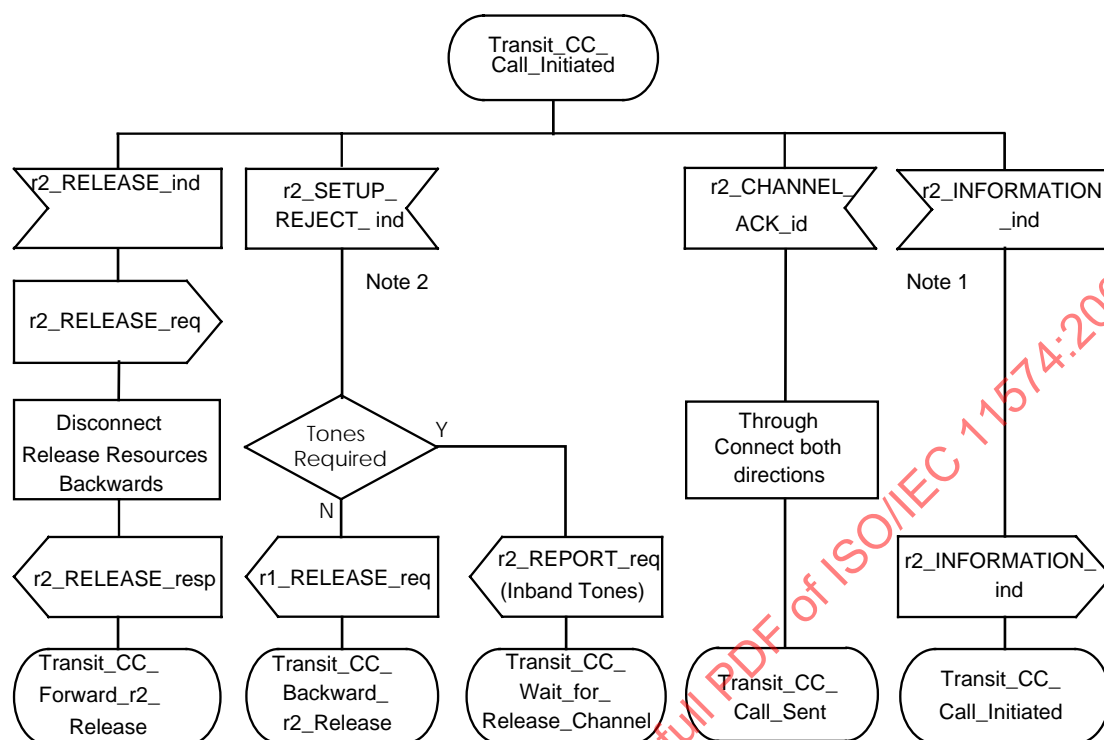 Transit_CC_
Call_Initiated
r2_RELEASE_ind
r2_SETUP_
REJECT_ ind
r2_CHANNEL_
ACK_id
r2_INFORMATION
_ind
Note 2
Note 1
r2_RELEASE_req
Disconnect
Release Resources
Backwards
Tones
Required
Y
N
Through
Connect both
directions
r2_RELEASE_resp
r1_RELEASE_req
r2_REPORT_req
(Inband Tones)
r2_INFORMATION_
ind
Transit_CC_
Forward_r2_
Release
Transit_CC_
Backward_
r2_Release
Transit_CC_
Wait_for_
Release_Channel
Transit_CC_
Call_Sent
Transit_CC_
Call_Initiated
full PDF of ISO/IEC 11574:20